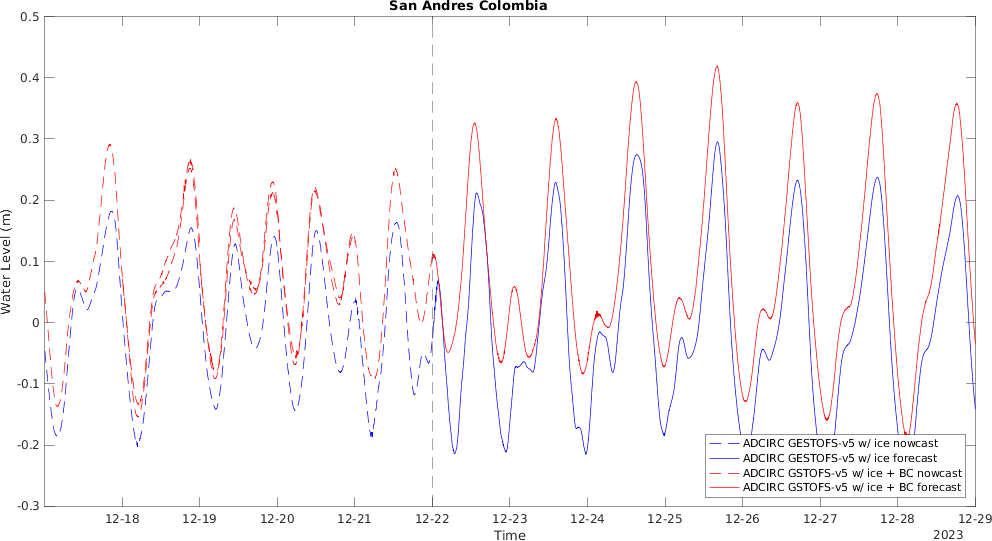 San Andres Colombia
0.5
0.4
0.3
0.2
0.1
0
-0.1
-0.2
-0.3
Water Level (m)
ADCIRC GESTOFS-v5 w/ ice nowcast
ADCIRC GESTOFS-v5 w/ ice forecast
ADCIRC GSTOFS-v5 w/ ice + BC nowcast
ADCIRC GSTOFS-v5 w/ ice + BC forecast
12-18 12-19 12-20 12-21 12-22 12-23 12-24 12-25 12-26 12-27 12-28 12-29
Time
2023